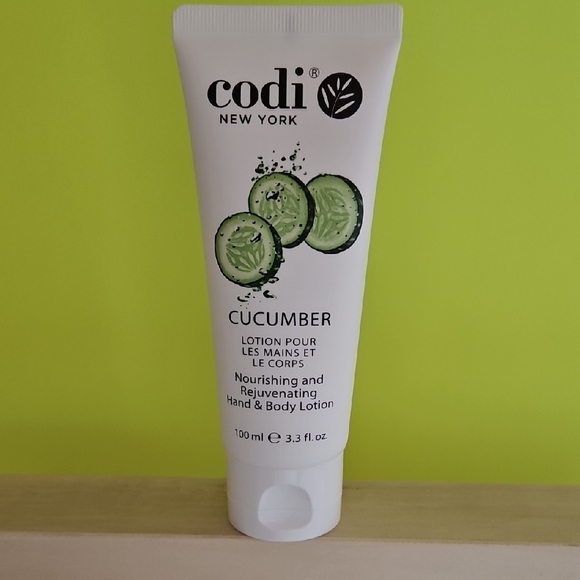 codi®
NEW YORK
CUCUMBER
LOTION POUR
LES MAINS ET
LE CORPS
Nourishing and
Rejuvenating
Hand & Body Lotion
100 ml ℮ 3.3 fl. oz.